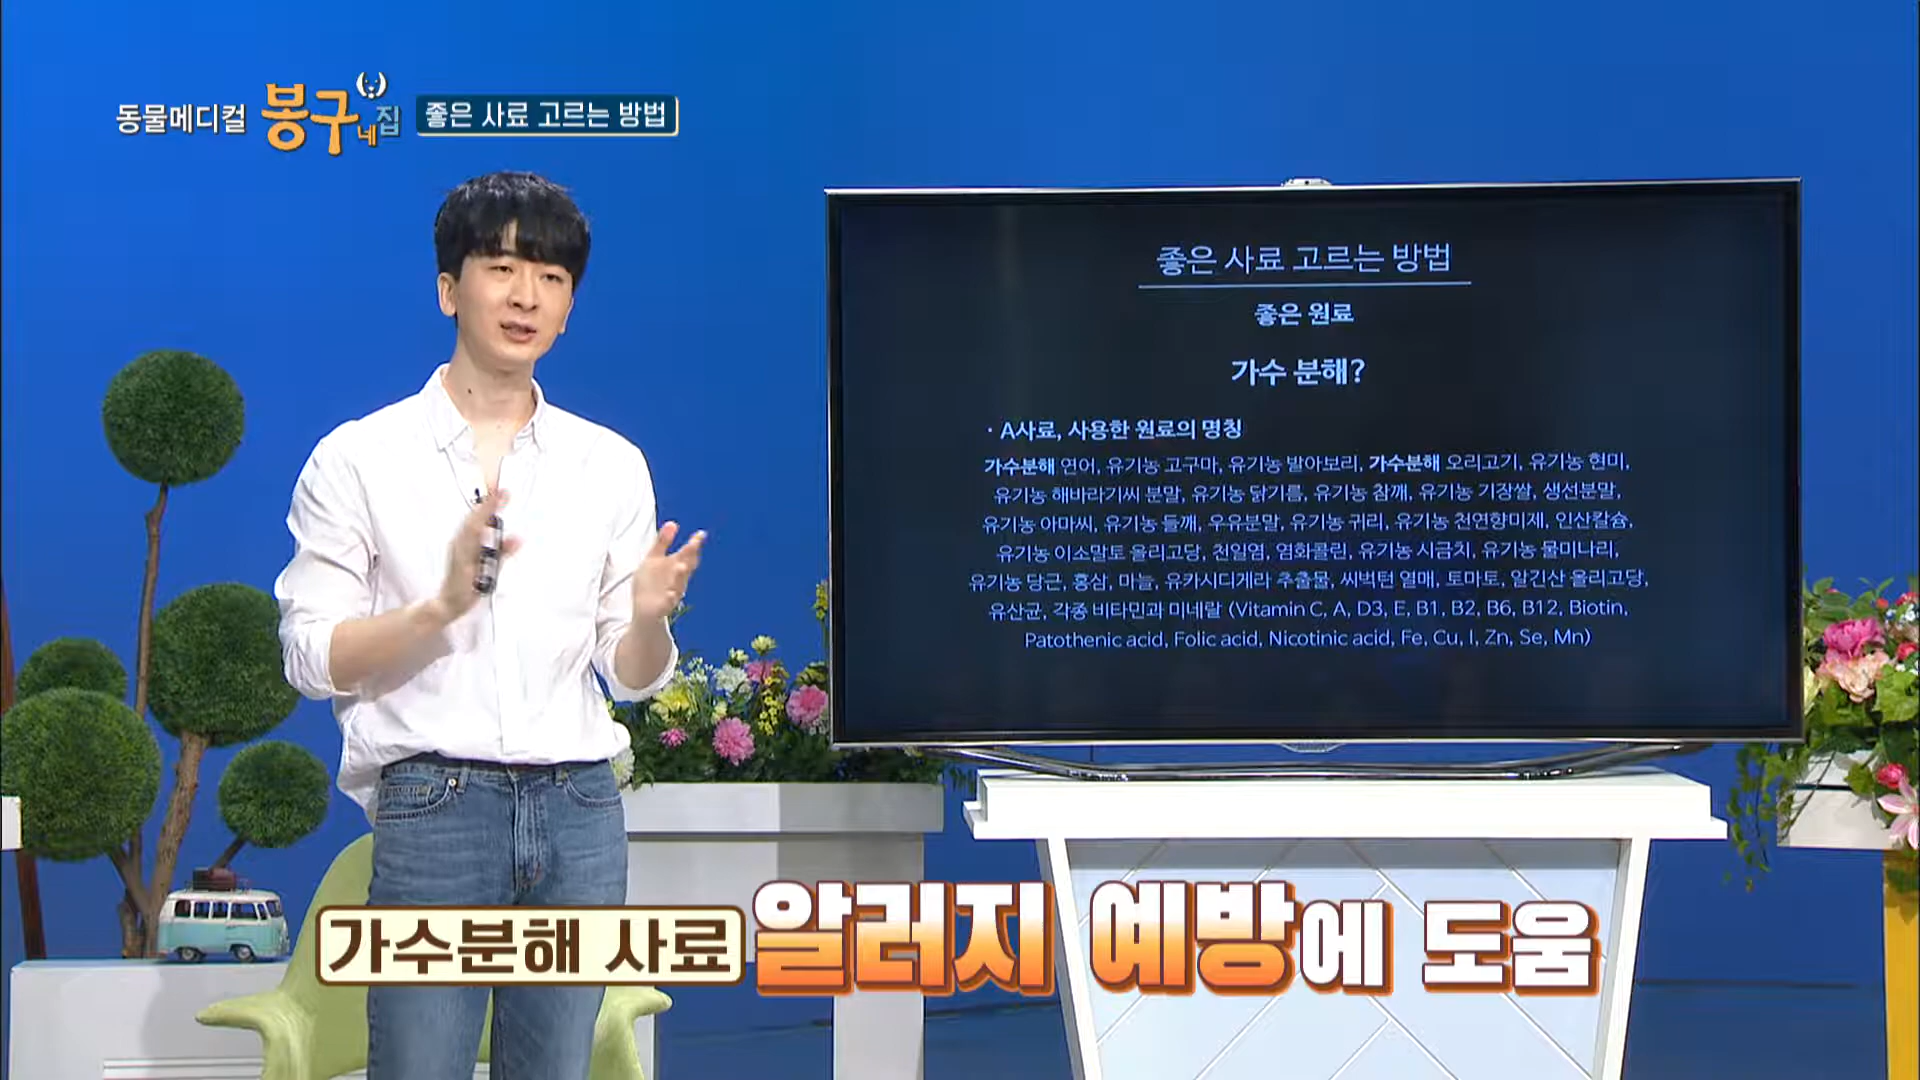 동물메디컬 봉구네집 좋은 사료 고르는 방법
좋은 사료 고르는 방법
좋은 원료
가수 분해?
· A사료, 사용한 원료의 명칭
가수분해 연어, 유기농 고구마, 유기농 발아보리, 가수분해 오리고기, 유기농 현미,
유기농 해바라기씨 분말, 유기농 닭기름, 유기농 참깨, 유기농 기장쌀, 생선분말,
유기농 아마씨, 유기농 들깨, 우유분말, 유기농 귀리, 유기농 천연향미제, 인산칼슘,
유기농 이소말토 올리고당, 천일염, 염화콜린, 유기농 시금치, 유기농 물미나리,
유기농 당근, 홍삼, 마늘, 유카시디게라 추출물, 씨벅턴 열매, 토마토, 알긴산 올리고당,
유산균, 각종 비타민과 미네랄 (Vitamin C, A, D3, E, B1, B2, B6, B12, Biotin,
Patothenic acid, Folic acid, Nicotinic acid, Fe, Cu, I, Zn, Se, Mn)
가수분해 사료 알러지 예방에 도움